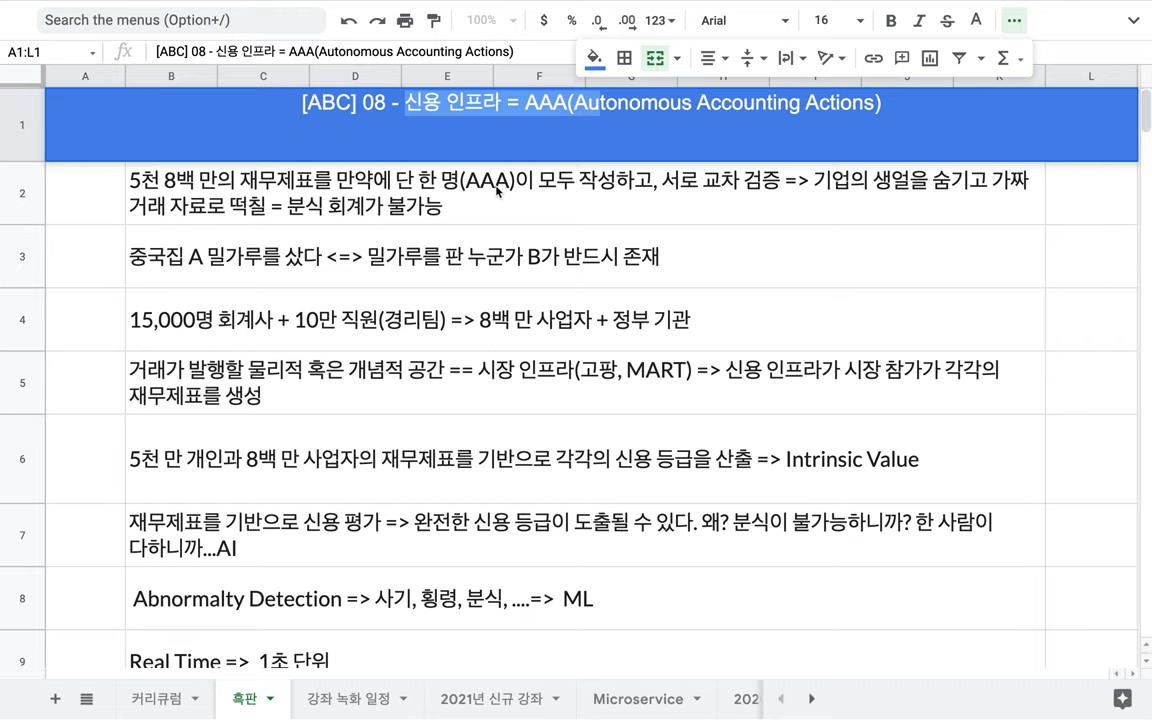 Search the menus (Option+/)
100%
$ % .0 .00 123
Arial
16
B I S A
A1:L1
fx
[ABC] 08 - 신용 인프라 = AAA(Autonomous Accounting Actions)
A B C D E F L
1
[ABC] 08 - 신용 인프라 = AAA(Autonomous Accounting Actions)
2
5천 8백 만의 재무제표를 만약에 단 한 명(AAA)이 모두 작성하고, 서로 교차 검증 => 기업의 생얼을 숨기고 가짜
거래 자료로 떡칠 = 분식 회계가 불가능
3
중국집 A 밀가루를 샀다 <=> 밀가루를 판 누군가 B가 반드시 존재
4
15,000명 회계사 + 10만 직원(경리팀) => 8백 만 사업자 + 정부 기관
5
거래가 발행할 물리적 혹은 개념적 공간 == 시장 인프라(고팡, MART) => 신용 인프라가 시장 참가가 각각의
재무제표를 생성
6
5천 만 개인과 8백 만 사업자의 재무제표를 기반으로 각각의 신용 등급을 산출 => Intrinsic Value
7
재무제표를 기반으로 신용 평가 => 완전한 신용 등급이 도출될 수 있다. 왜? 분식이 불가능하니까? 한 사람이
다하니까...AI
8
Abnormalty Detection => 사기, 횡령, 분식, ....=> ML
9
Real Time => 1초 단위
커리큐럼
흑판
강좌 녹화 일정
2021년 신규 강좌
Microservice
202